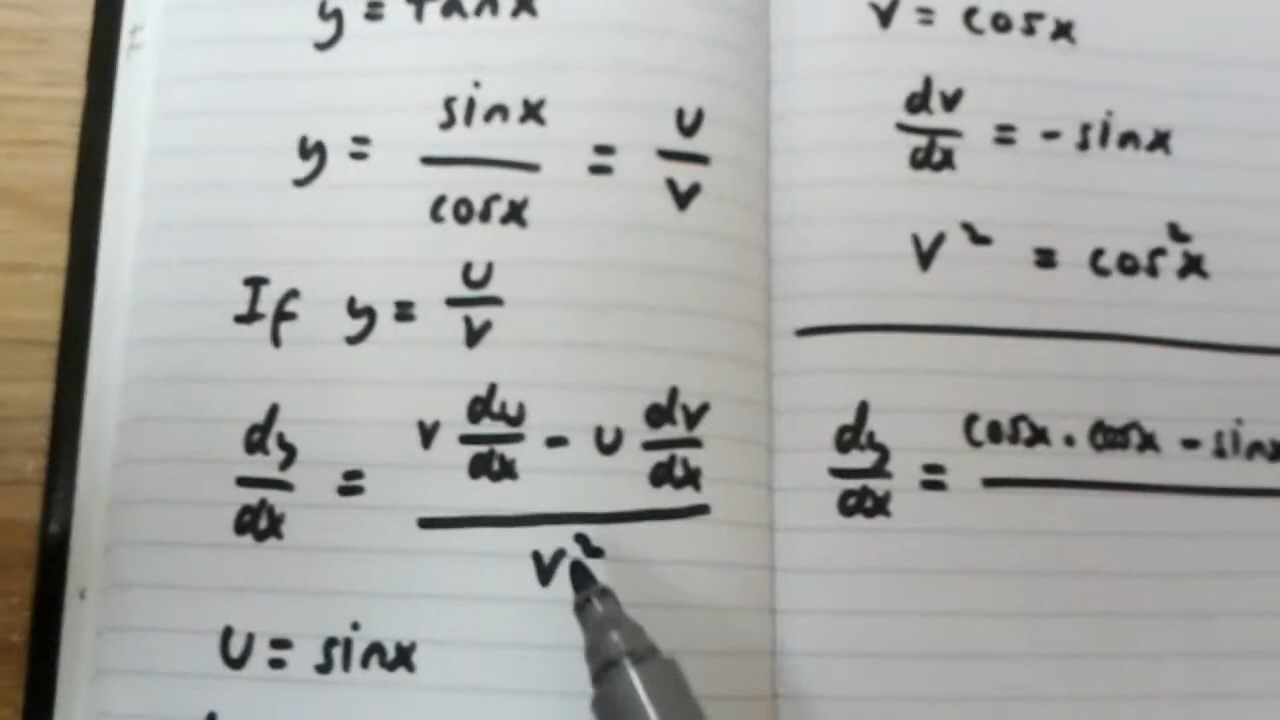 y = tanx
y = sinx / cosx = u / v
If y = u / v
dy/dx = (v du/dx - u dv/dx) / v²
u = sinx
v = cosx
dv/dx = -sinx
v² = cos²x
dy/dx = cosx . cosx - sinx